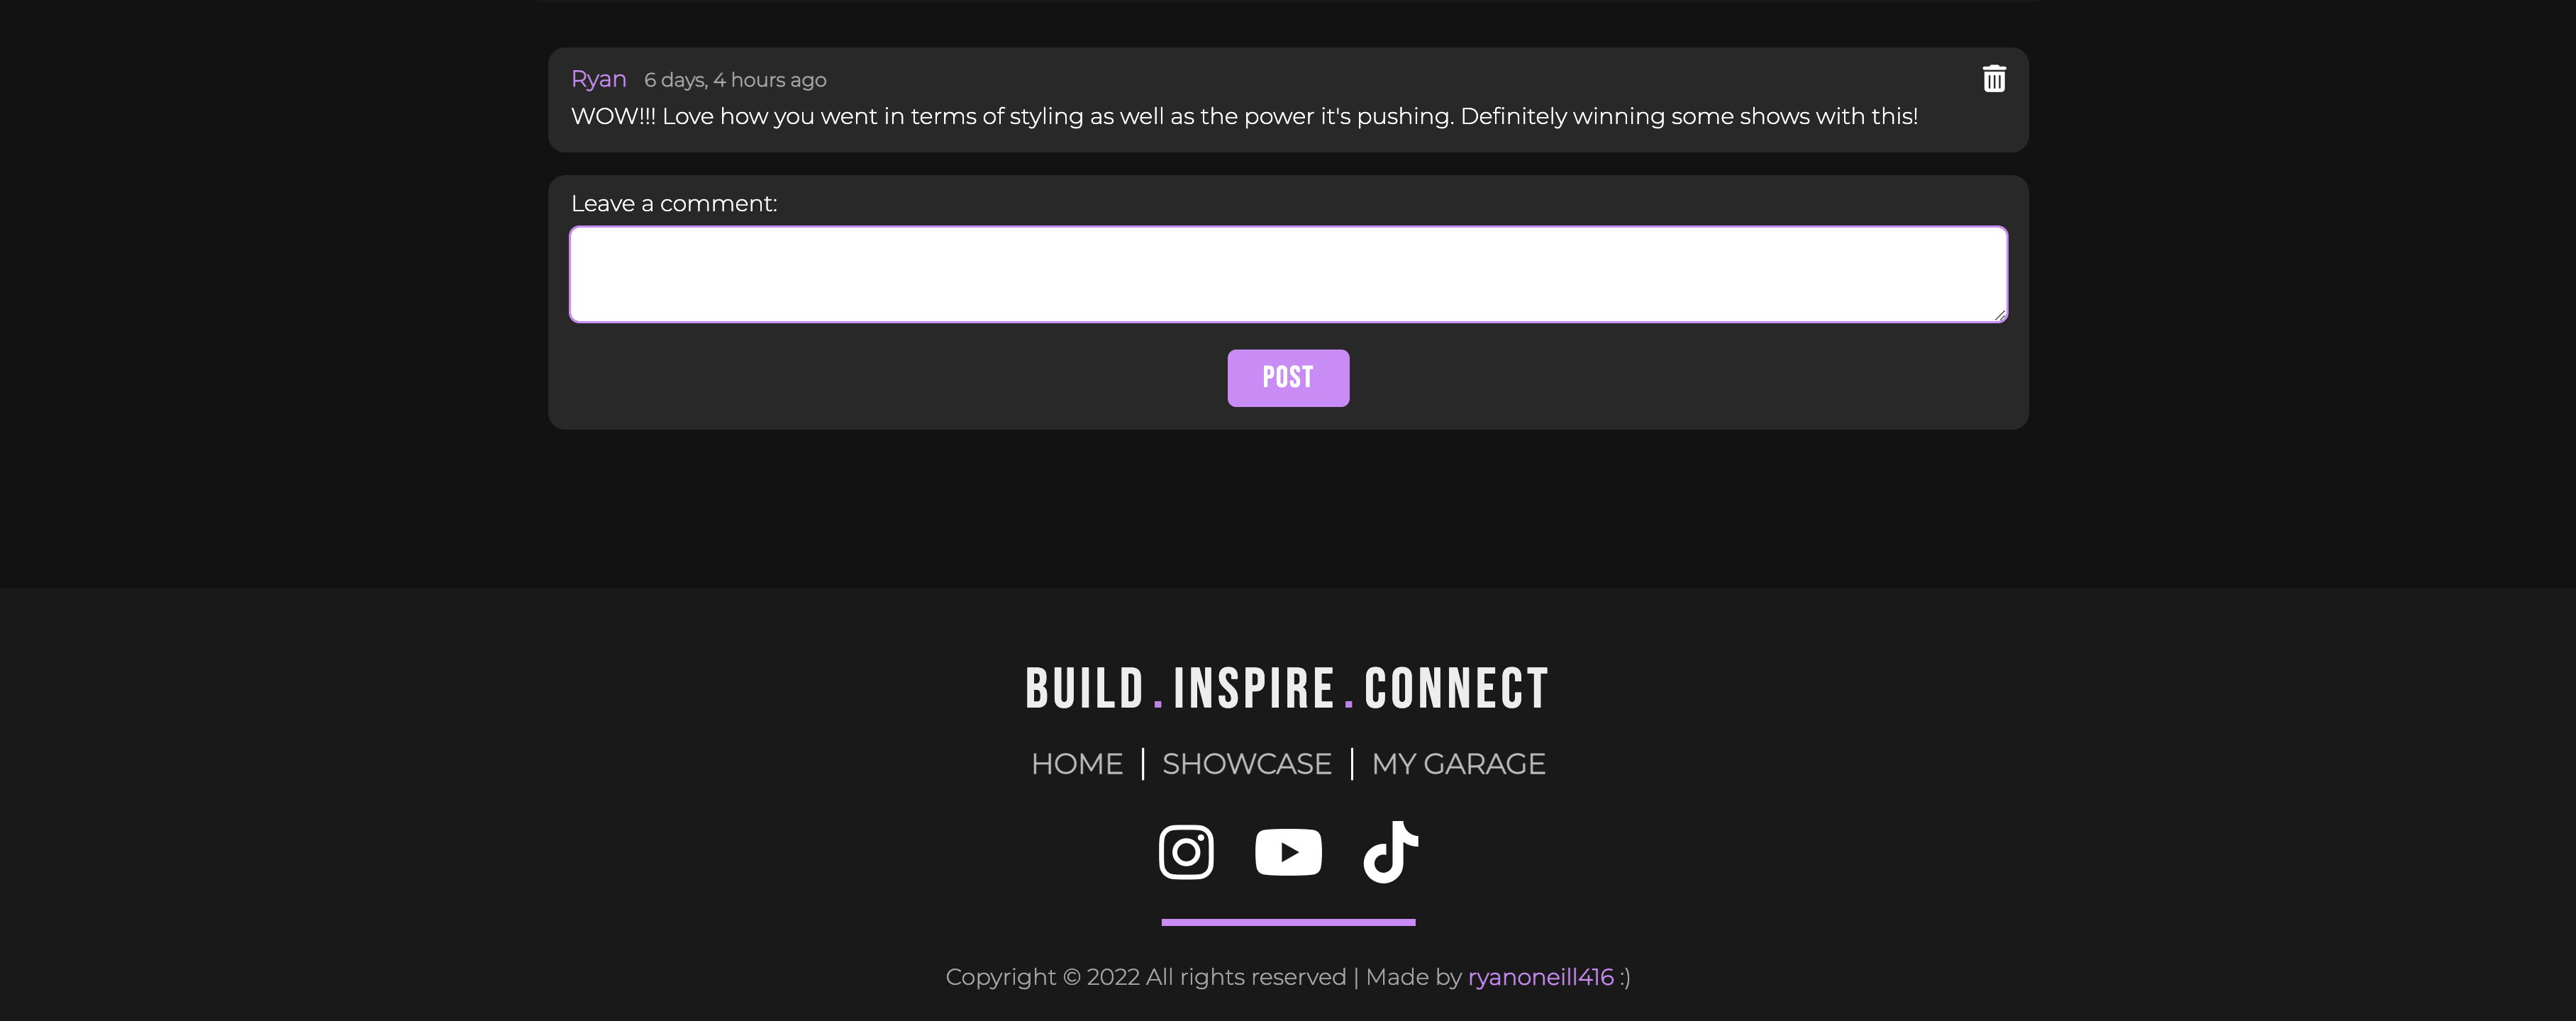 Ryan 6 days, 4 hours ago
WOW!!! Love how you went in terms of styling as well as the power it's pushing. Definitely winning some shows with this!
Leave a comment:
POST
BUILD.INSPIRE.CONNECT
HOME | SHOWCASE | MY GARAGE
Copyright © 2022 All rights reserved | Made by ryanoneill416 :)